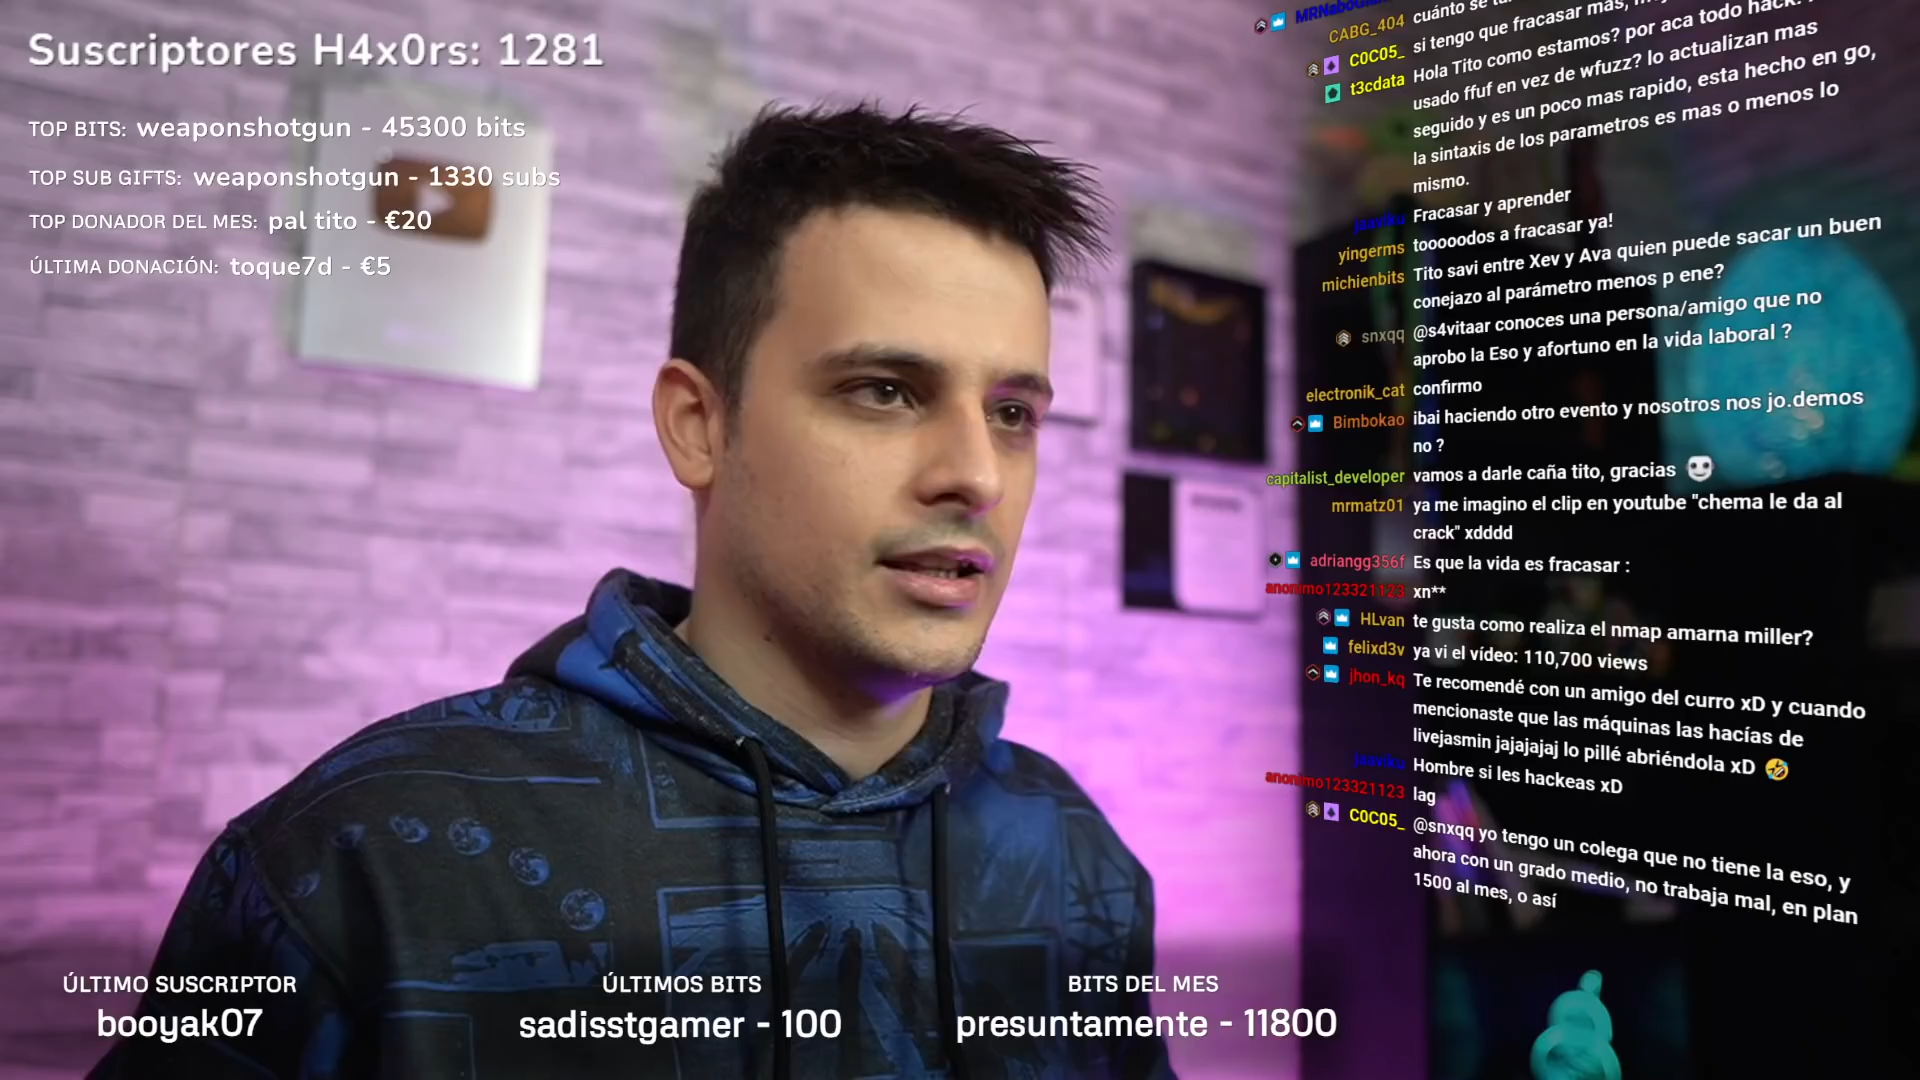 Suscriptores H4x0rs: 1281
TOP BITS: weaponshotgun - 45300 bits
TOP SUB GIFTS: weaponshotgun - 1330 subs
TOP DONADOR DEL MES: pal tito - €20
ÚLTIMA DONACIÓN: toque7d - €5
cuánto se
CABG_404 si tengo que fracasar mas,
C0C05_ Hola Tito como estamos? por aca todo hack.
t3cdata usado ffuf en vez de wfuzz? lo actualizan mas
seguido y es un poco mas rapido, esta hecho en go,
la sintaxis de los parametros es mas o menos lo
mismo.
jaaviku Fracasar y aprender
yingerms tooooodos a fracasar ya!
michienbits Tito savi entre Xev y Ava quien puede sacar un buen
conejazo al parámetro menos p ene?
snxqq @s4vitaar conoces una persona/amigo que no
aprobo la Eso y afortuno en la vida laboral ?
electronik_cat confirmo
Bimbokao ibai haciendo otro evento y nosotros nos jo.demos
no ?
capitalist_developer vamos a darle caña tito, gracias
mrmatz01 ya me imagino el clip en youtube "chema le da al
crack" xdddd
adriangg356f Es que la vida es fracasar :
anonimo123321123 xn**
HLvan te gusta como realiza el nmap amarna miller?
felixd3v ya vi el vídeo: 110,700 views
jhon_kq Te recomendé con un amigo del curro xD y cuando
mencionaste que las máquinas las hacías de
livejasmin jajajajaj lo pillé abriéndola xD 🤣
jaaviku Hombre si les hackeas xD
anonimo123321123 lag
C0C05_ @snxqq yo tengo un colega que no tiene la eso, y
ahora con un grado medio, no trabaja mal, en plan
1500 al mes, o así
ÚLTIMO SUSCRIPTOR
booyak07
ÚLTIMOS BITS
sadisstgamer - 100
BITS DEL MES
presuntamente - 11800